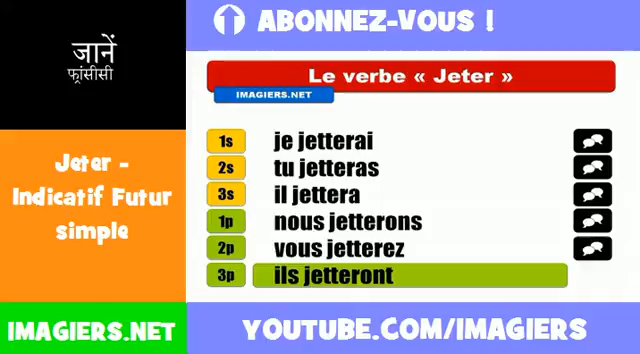 जानें
फ्रांसीसी
Jeter -
Indicatif Futur
simple
IMAGIERS.NET
ABONNEZ-VOUS !
Le verbe « Jeter »
IMAGIERS.NET
1s je jetterai
2s tu jetteras
3s il jettera
1p nous jetterons
2p vous jetterez
3p ils jetteront
YOUTUBE.COM/IMAGIERS